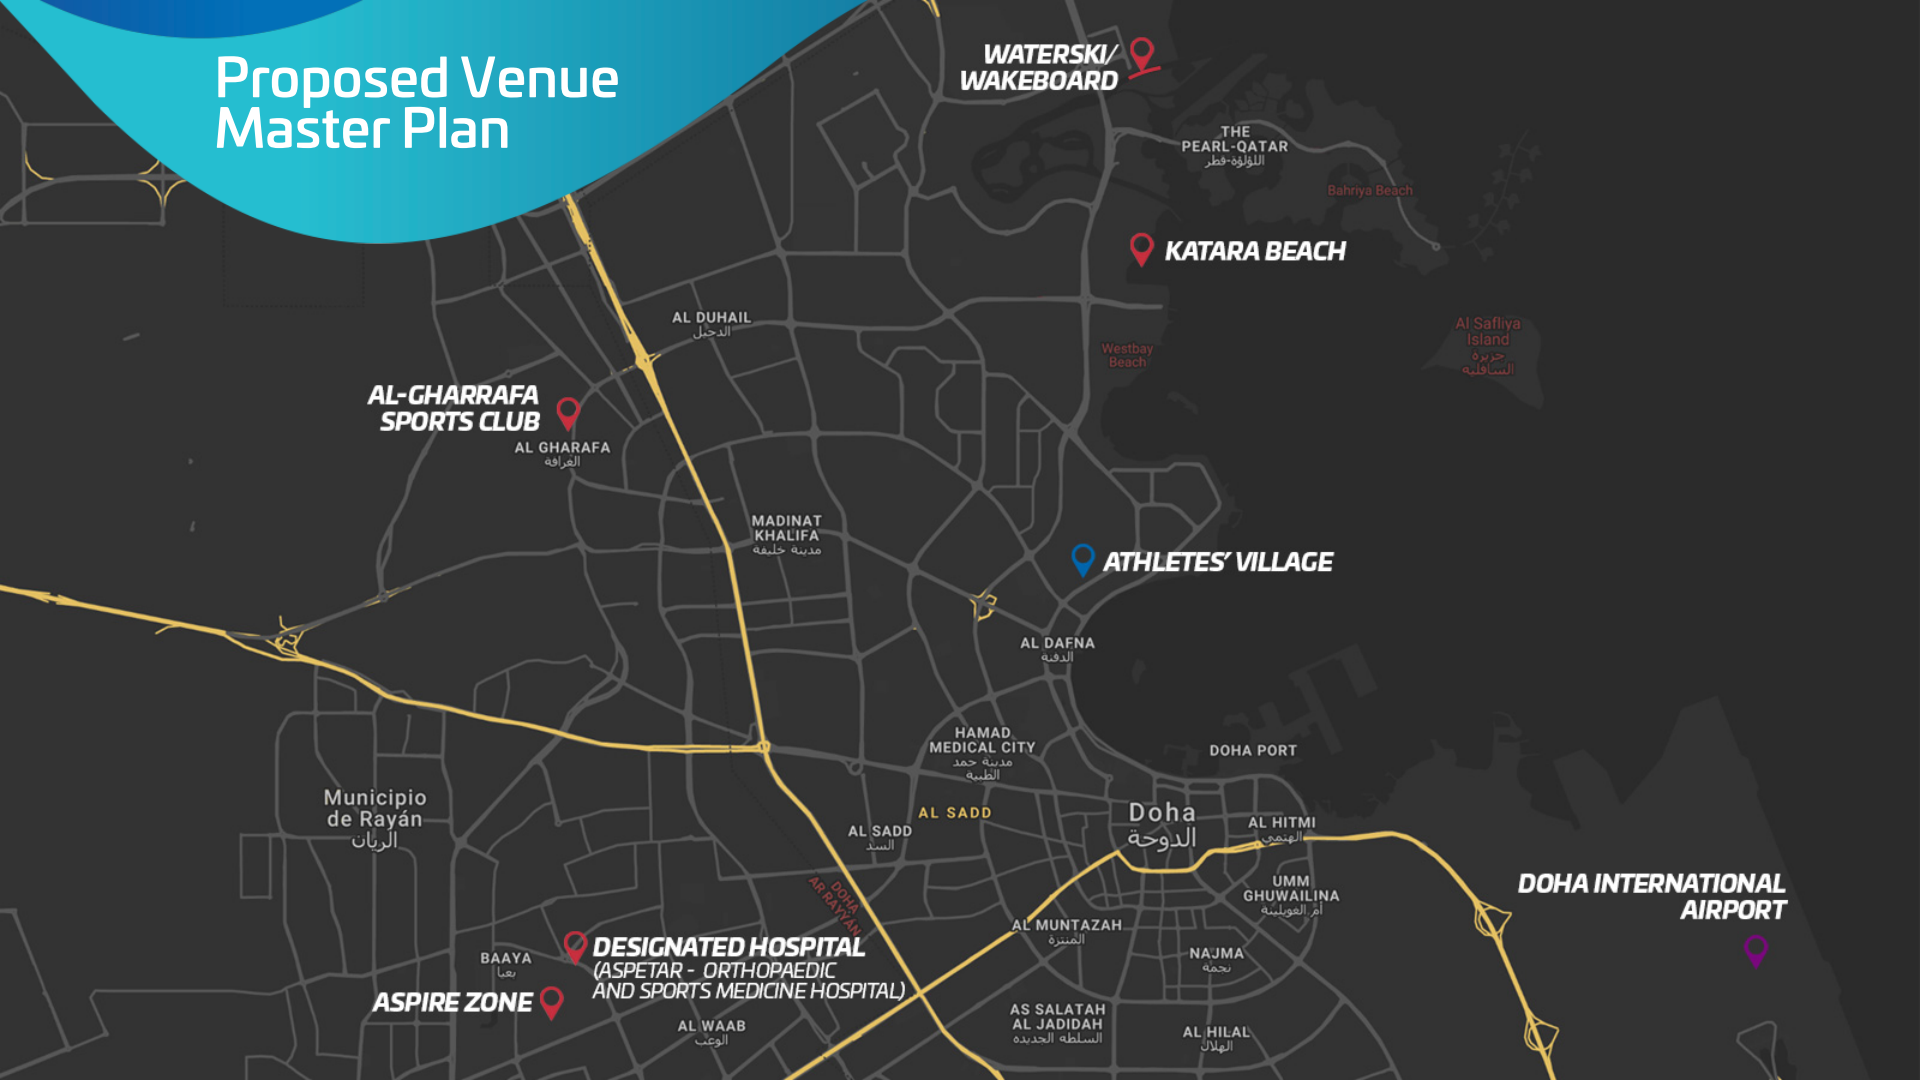 Proposed Venue
Master Plan
WATERSKI/
WAKEBOARD
THE
PEARL-QATAR
اللؤلؤة-قطر
Bahriya Beach
KATARA BEACH
AL DUHAIL
الدحيل
Westbay
Beach
Al Safliya
Island
جزيرة
السافلية
AL-GHARRAFA
SPORTS CLUB
AL GHARAFA
الغرافة
MADINAT
KHALIFA
مدينة خليفة
ATHLETES' VILLAGE
AL DAFNA
الدفنة
HAMAD
MEDICAL CITY
مدينة حمد
الطبية
DOHA PORT
Municipio
de Rayán
الريان
AL SADD
AL SADD
السد
Doha
الدوحة
AL HITMI
الهتمي
DOHA
AR RAYYAN
UMM
GHUWAILINA
أم الغويلينة
DOHA INTERNATIONAL
AIRPORT
AL MUNTAZAH
المنتزة
NAJMA
نجمة
BAAYA
بعيا
DESIGNATED HOSPITAL
(ASPETAR - ORTHOPAEDIC
AND SPORTS MEDICINE HOSPITAL)
ASPIRE ZONE
AL WAAB
الوعب
AS SALATAH
AL JADIDAH
السلطه الجديده
AL HILAL
الهلال